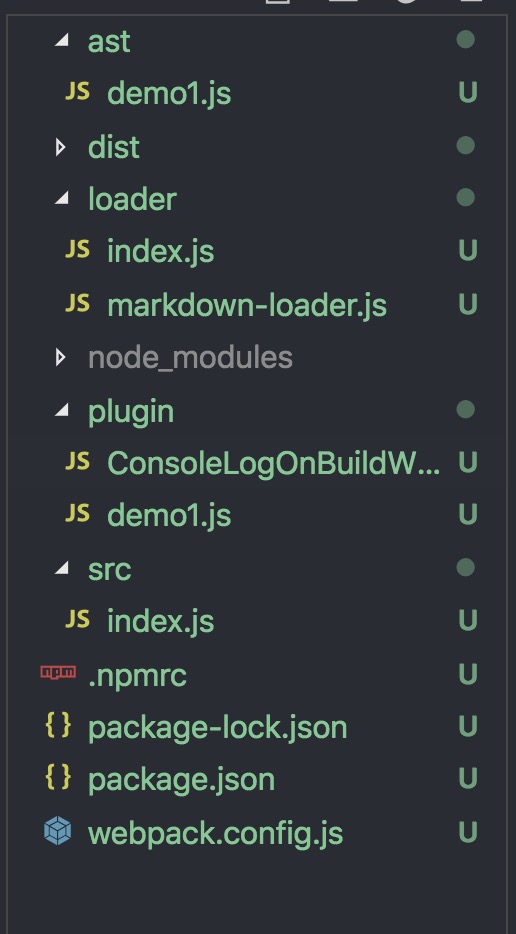 ast
JS demo1.js U
dist
loader
JS index.js U
JS markdown-loader.js U
node_modules
plugin
JS ConsoleLogOnBuildW... U
JS demo1.js U
src
JS index.js U
npm .npmrc U
{} package-lock.json U
{} package.json U
webpack.config.js U